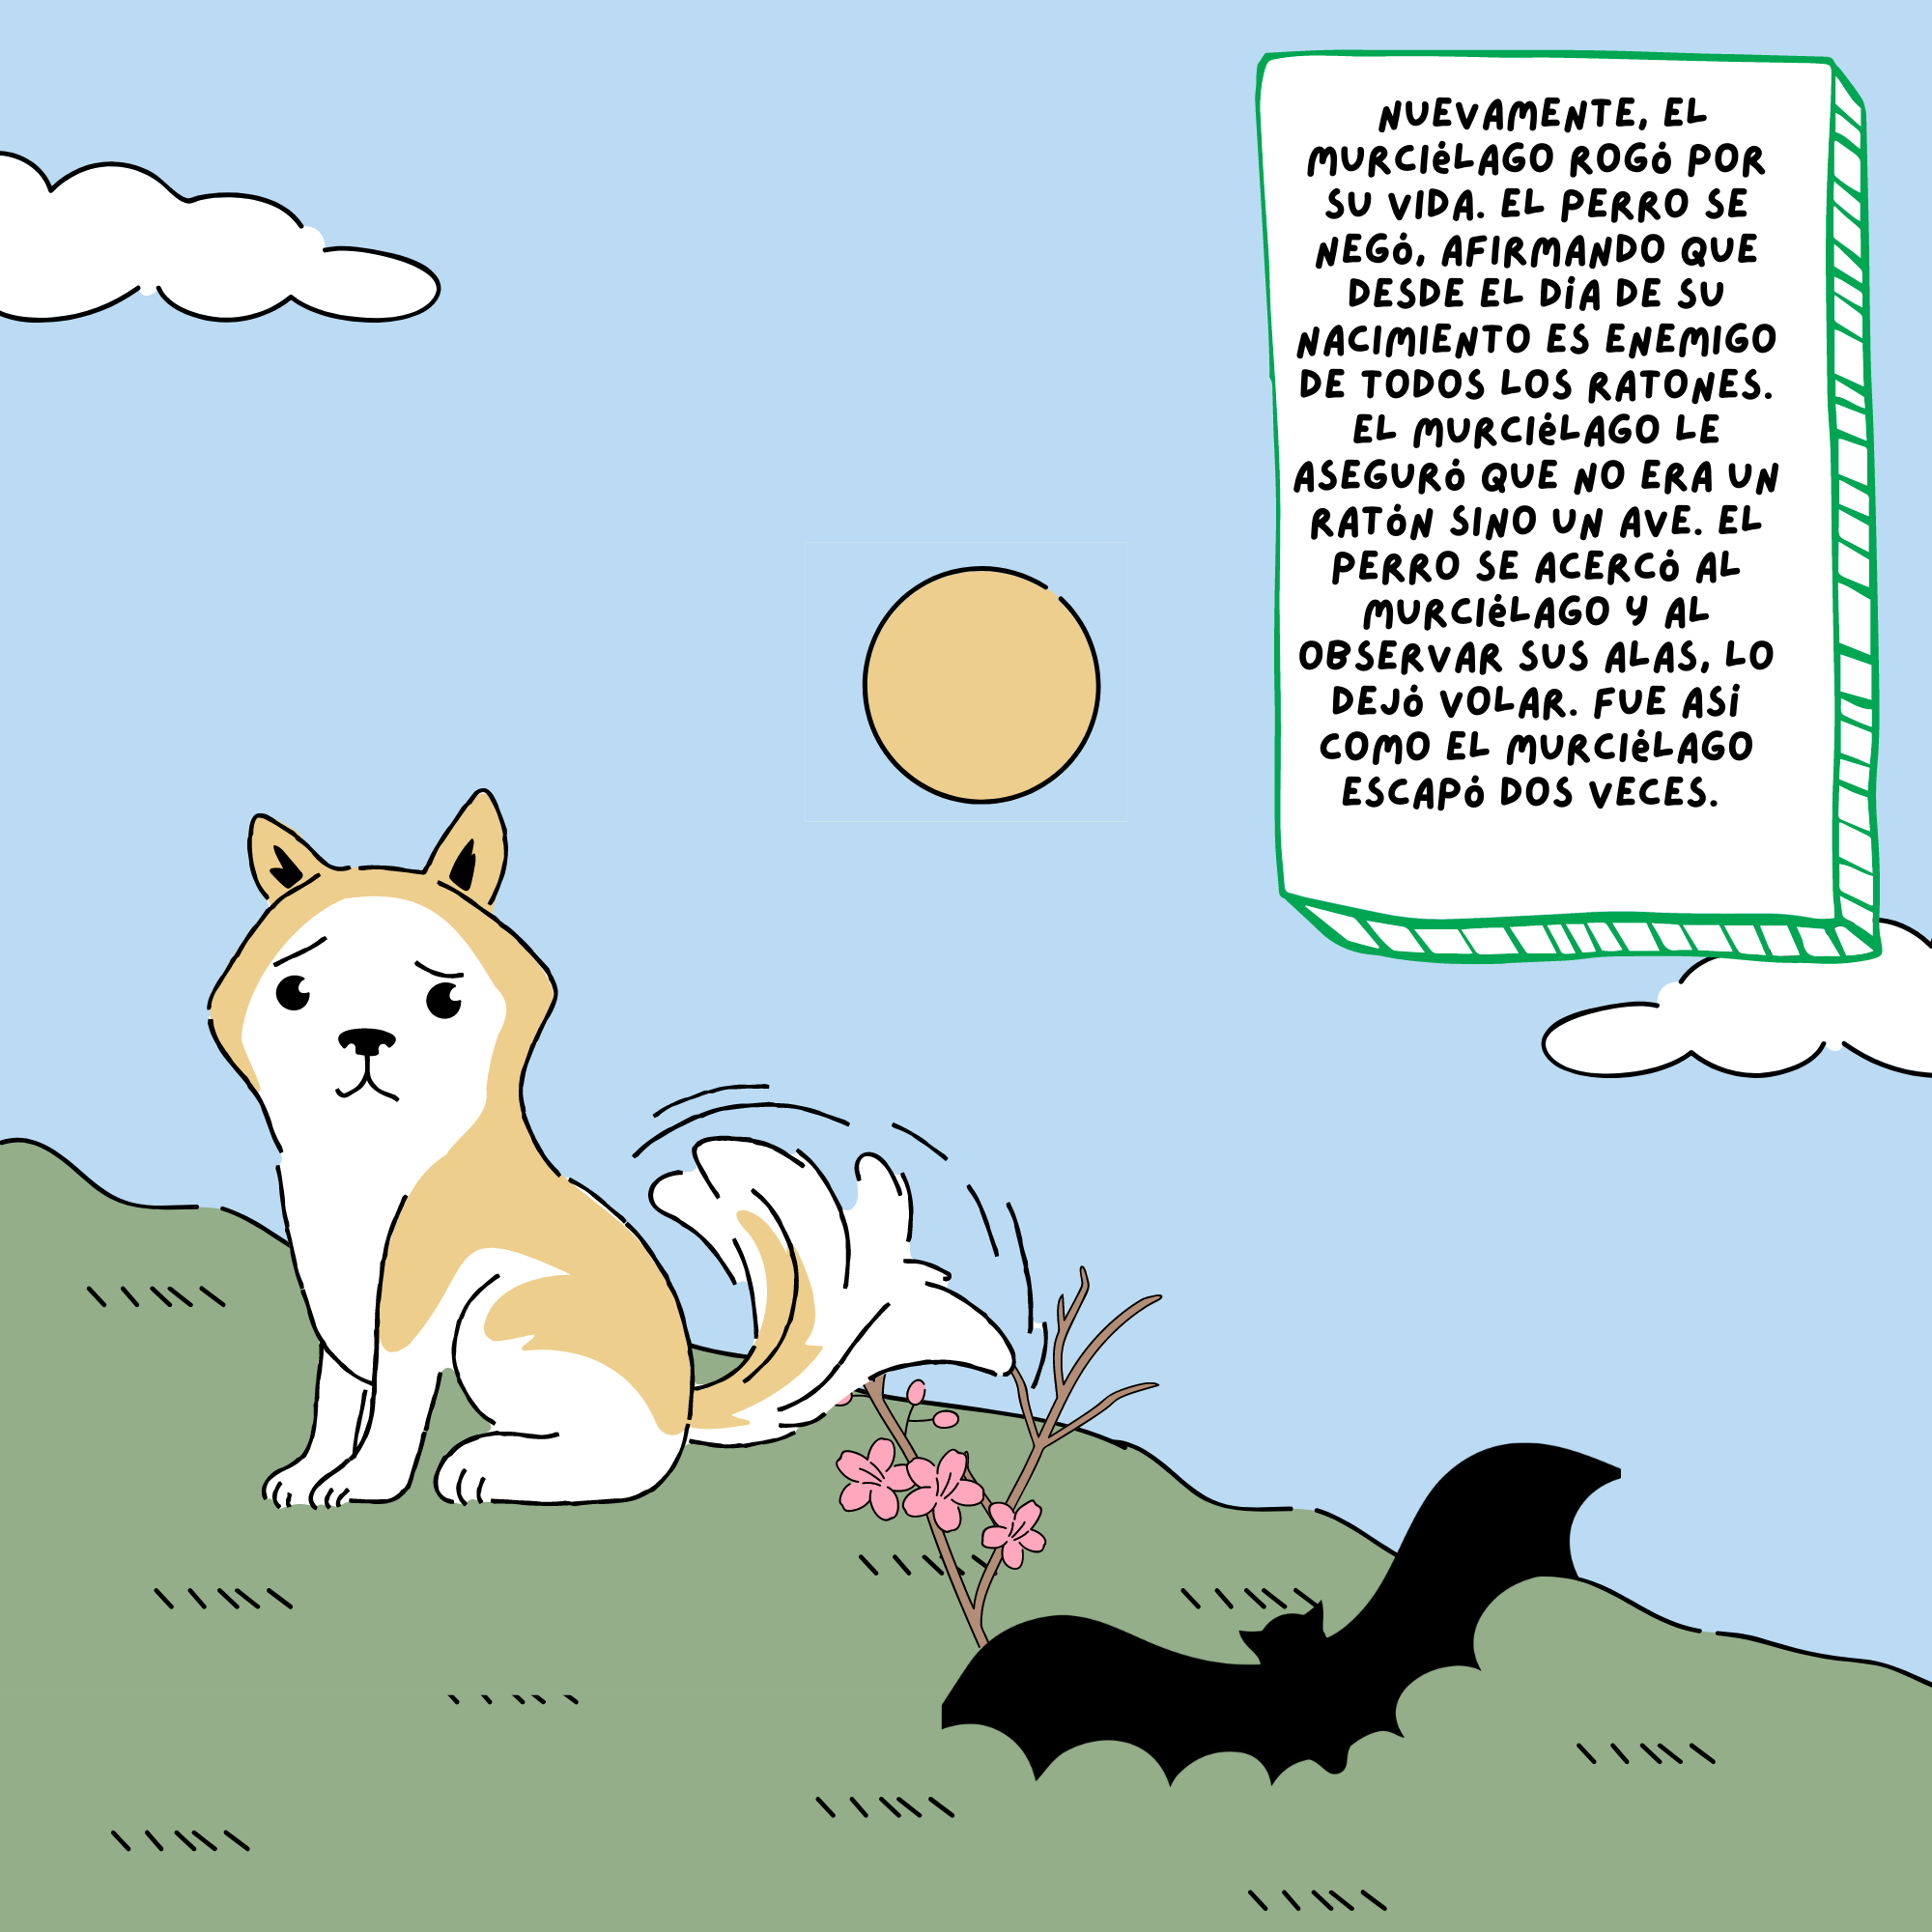 NUEVAMENTE, EL
MURCIéLAGO ROGó POR
SU VIDA. EL PERRO SE
NEGó, AFIRMANDO QUE
DESDE EL DíA DE SU
NACIMIENTO ES ENEMIGO
DE TODOS LOS RATONES.
EL MURCIéLAGO LE
ASEGURó QUE NO ERA UN
RATóN SINO UN AVE. EL
PERRO SE ACERCó AL
MURCIéLAGO Y AL
OBSERVAR SUS ALAS, LO
DEJó VOLAR. FUE ASí
COMO EL MURCIéLAGO
ESCAPó DOS VECES.